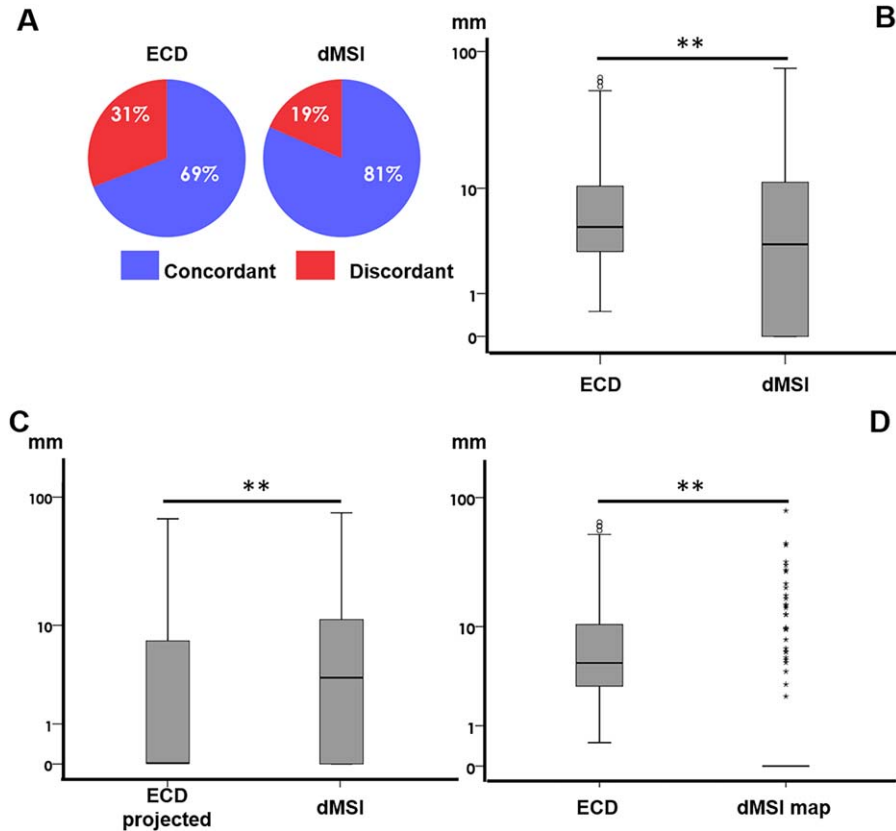 A
ECD
dMSI
31%
69%
19%
81%
Concordant
Discordant
B
mm
**
100
10
1
0
ECD
dMSI
C
mm
**
100
10
1
0
ECD
projected
dMSI
D
mm
**
100
10
1
0
ECD
dMSI map